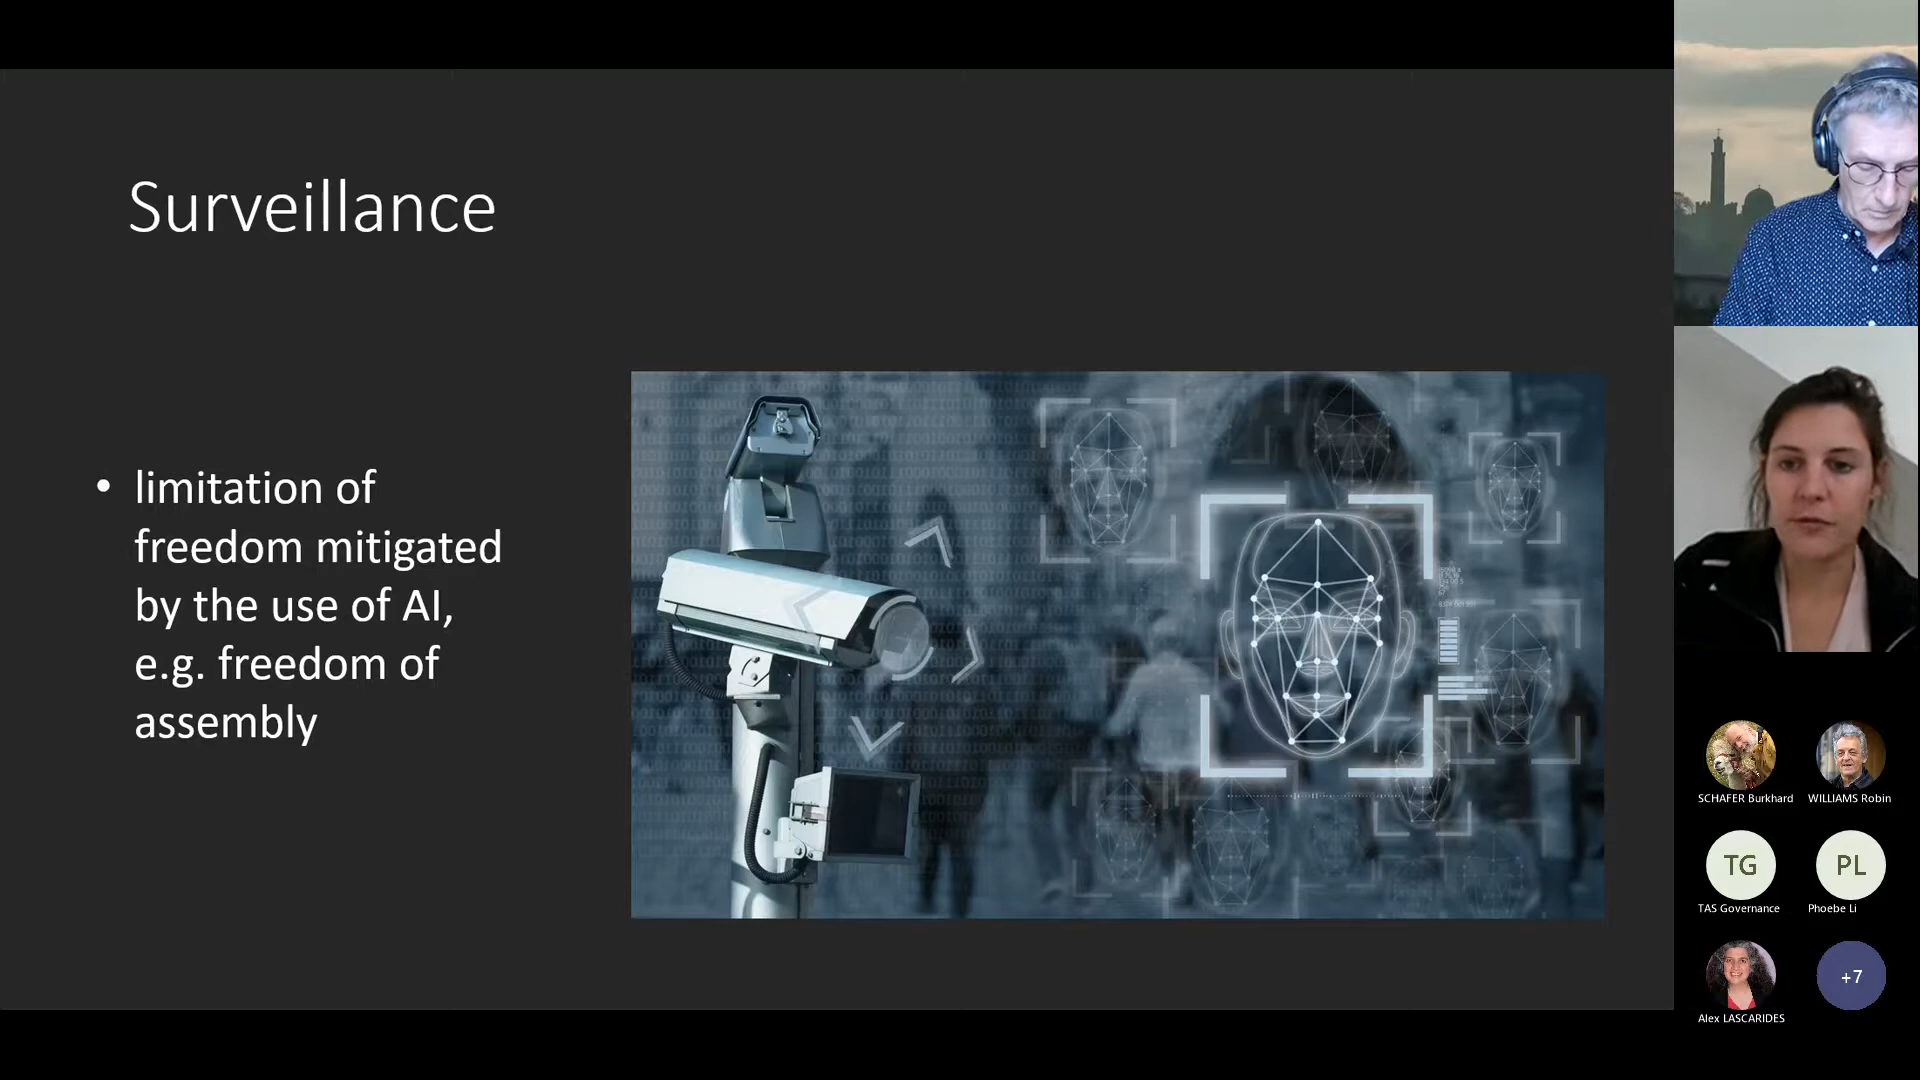 Surveillance
• limitation of
freedom mitigated
by the use of AI,
e.g. freedom of
assembly
SCHAFER Burkhard
WILLIAMS Robin
TG
PL
TAS Governance
Phoebe Li
Alex LASCARIDES
+7